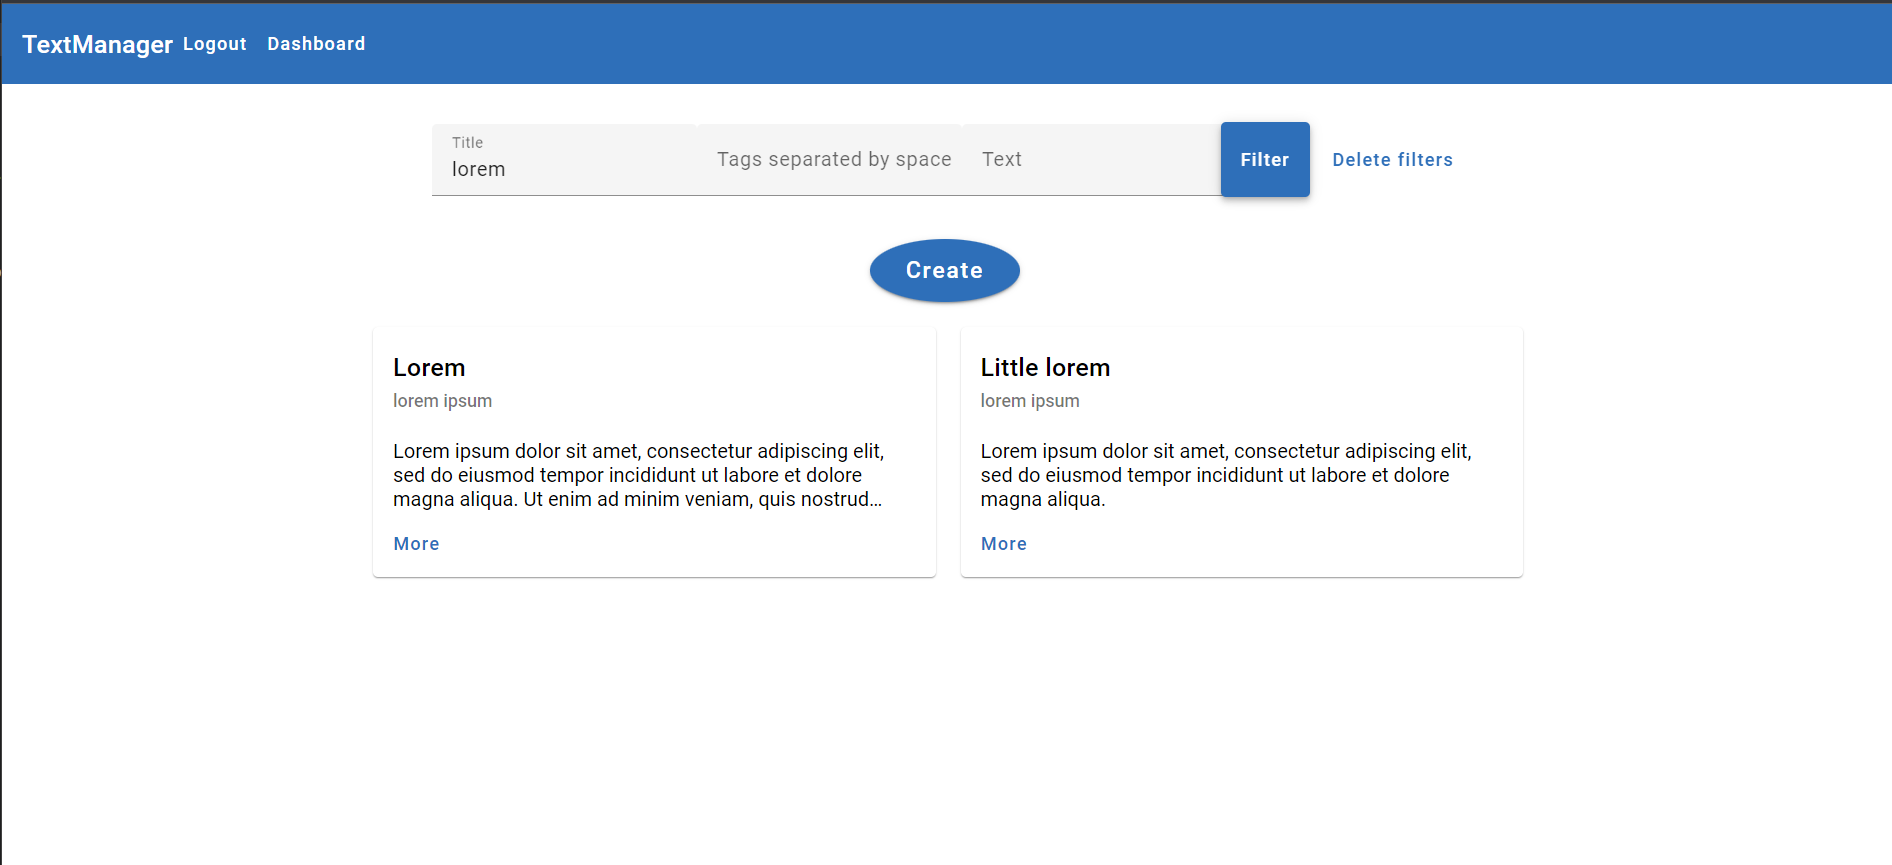 TextManager Logout Dashboard
Title
lorem
Tags separated by space
Text
Filter
Delete filters
Create
Lorem
lorem ipsum
Lorem ipsum dolor sit amet, consectetur adipiscing elit,
sed do eiusmod tempor incididunt ut labore et dolore
magna aliqua. Ut enim ad minim veniam, quis nostrud...
More
Little lorem
lorem ipsum
Lorem ipsum dolor sit amet, consectetur adipiscing elit,
sed do eiusmod tempor incididunt ut labore et dolore
magna aliqua.
More